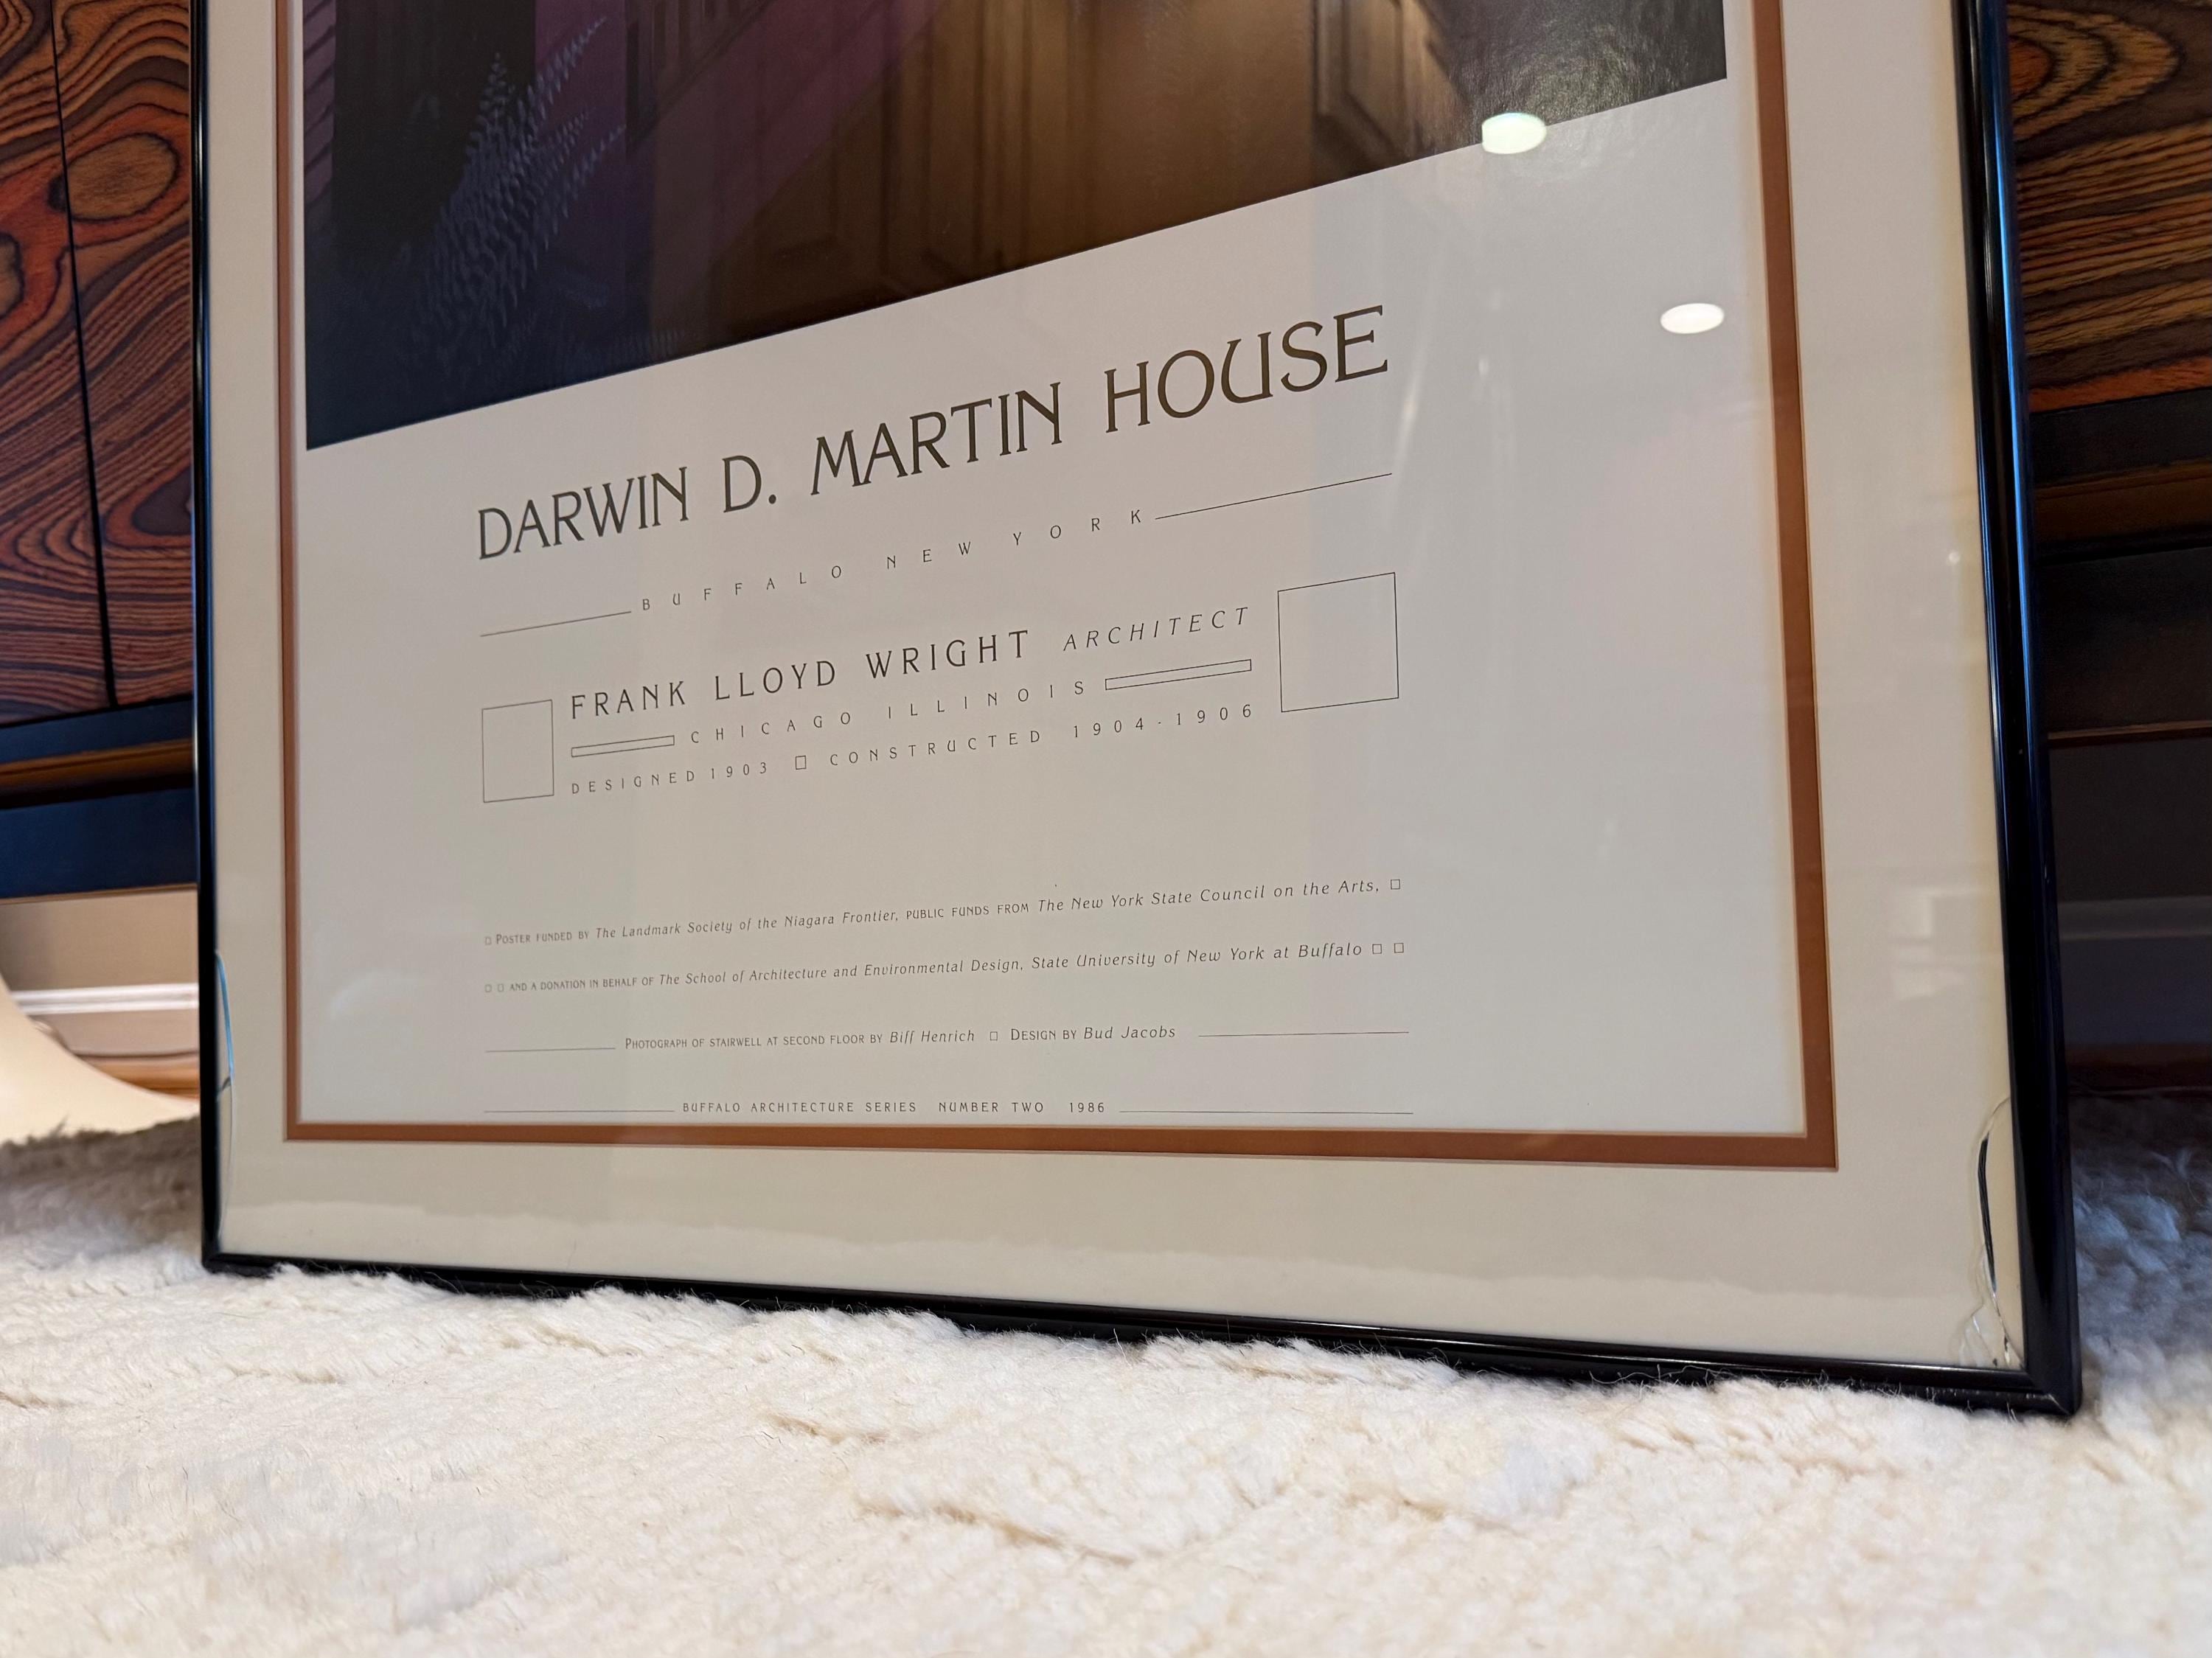 DARWIN D. MARTIN HOUSE
BUFFALO NEW YORK
FRANK LLOYD WRIGHT ARCHITECT
CHICAGO ILLINOIS
DESIGNED 1903 □ CONSTRUCTED 1904-1906
□ POSTER FUNDED BY The Landmark Society of the Niagara Frontier, PUBLIC FUNDS FROM The New York State Council on the Arts, □
□ □ AND A DONATION IN BEHALF OF The School of Architecture and Environmental Design, State University of New York at Buffalo □ □
PHOTOGRAPH OF STAIRWELL AT SECOND FLOOR BY Biff Henrich □ DESIGN BY Bud Jacobs
BUFFALO ARCHITECTURE SERIES NUMBER TWO 1986